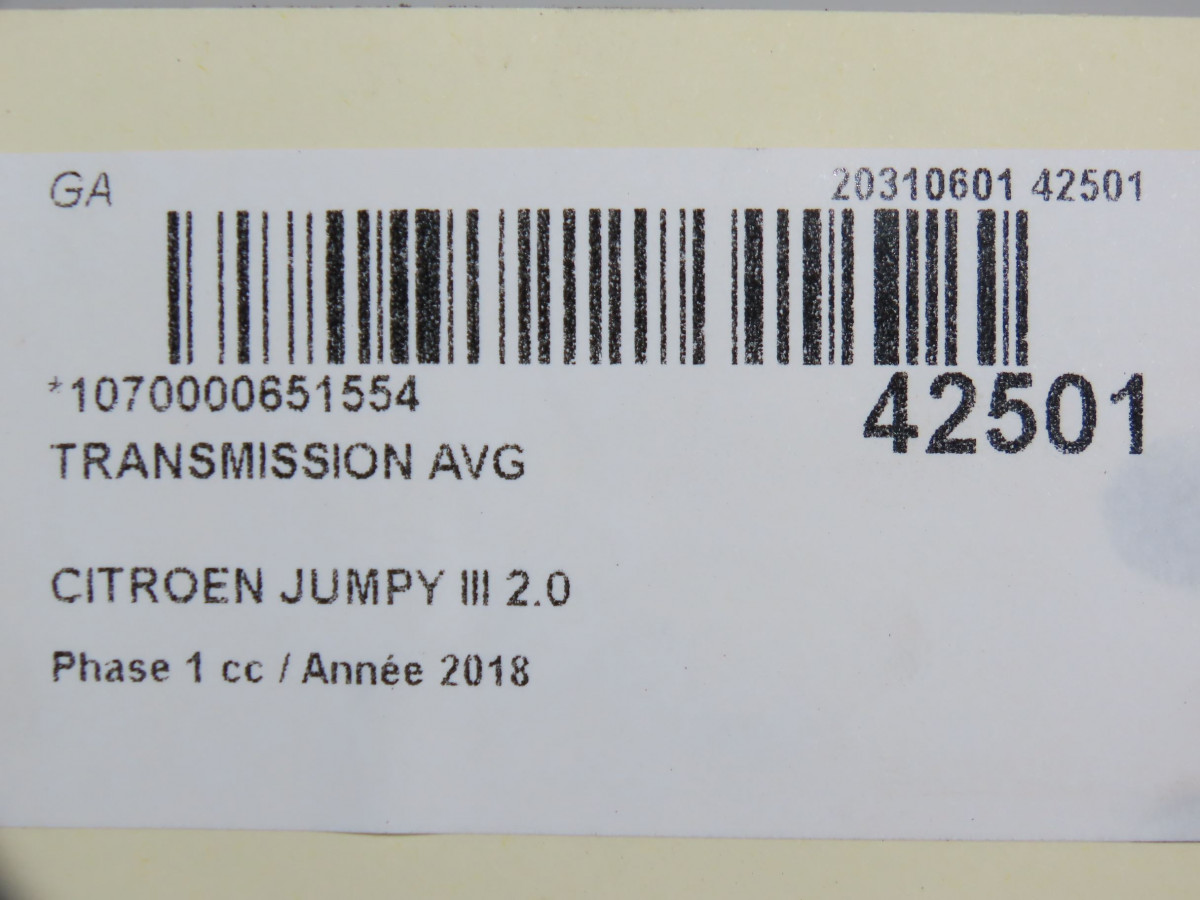 GA 20310601 42501
*1070000651554
42501
TRANSMISSION AVG
CITROEN JUMPY III 2.0
Phase 1 cc / Année 2018